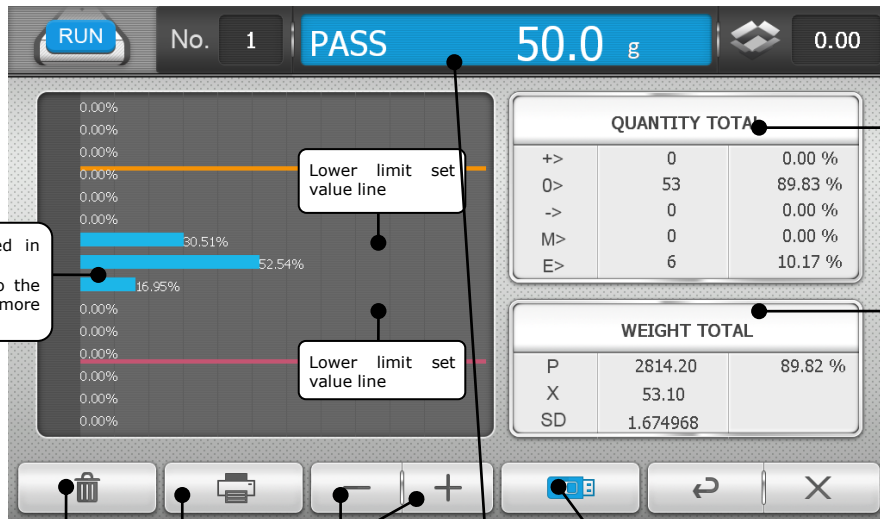 RUN No. 1 PASS 50.0 g 0.00
0.00%
0.00%
0.00%
0.00%
0.00%
0.00%
30.51%
52.54%
16.95%
0.00%
0.00%
0.00%
0.00%
0.00%
0.00%
Lower limit set
value line
Lower limit set
value line
ed in
o the
more
QUANTITY TOTAL
+> 0 0.00 %
0> 53 89.83 %
-> 0 0.00 %
M> 0 0.00 %
E> 6 10.17 %
WEIGHT TOTAL
P 2814.20 89.82 %
X 53.10
SD 1.674968